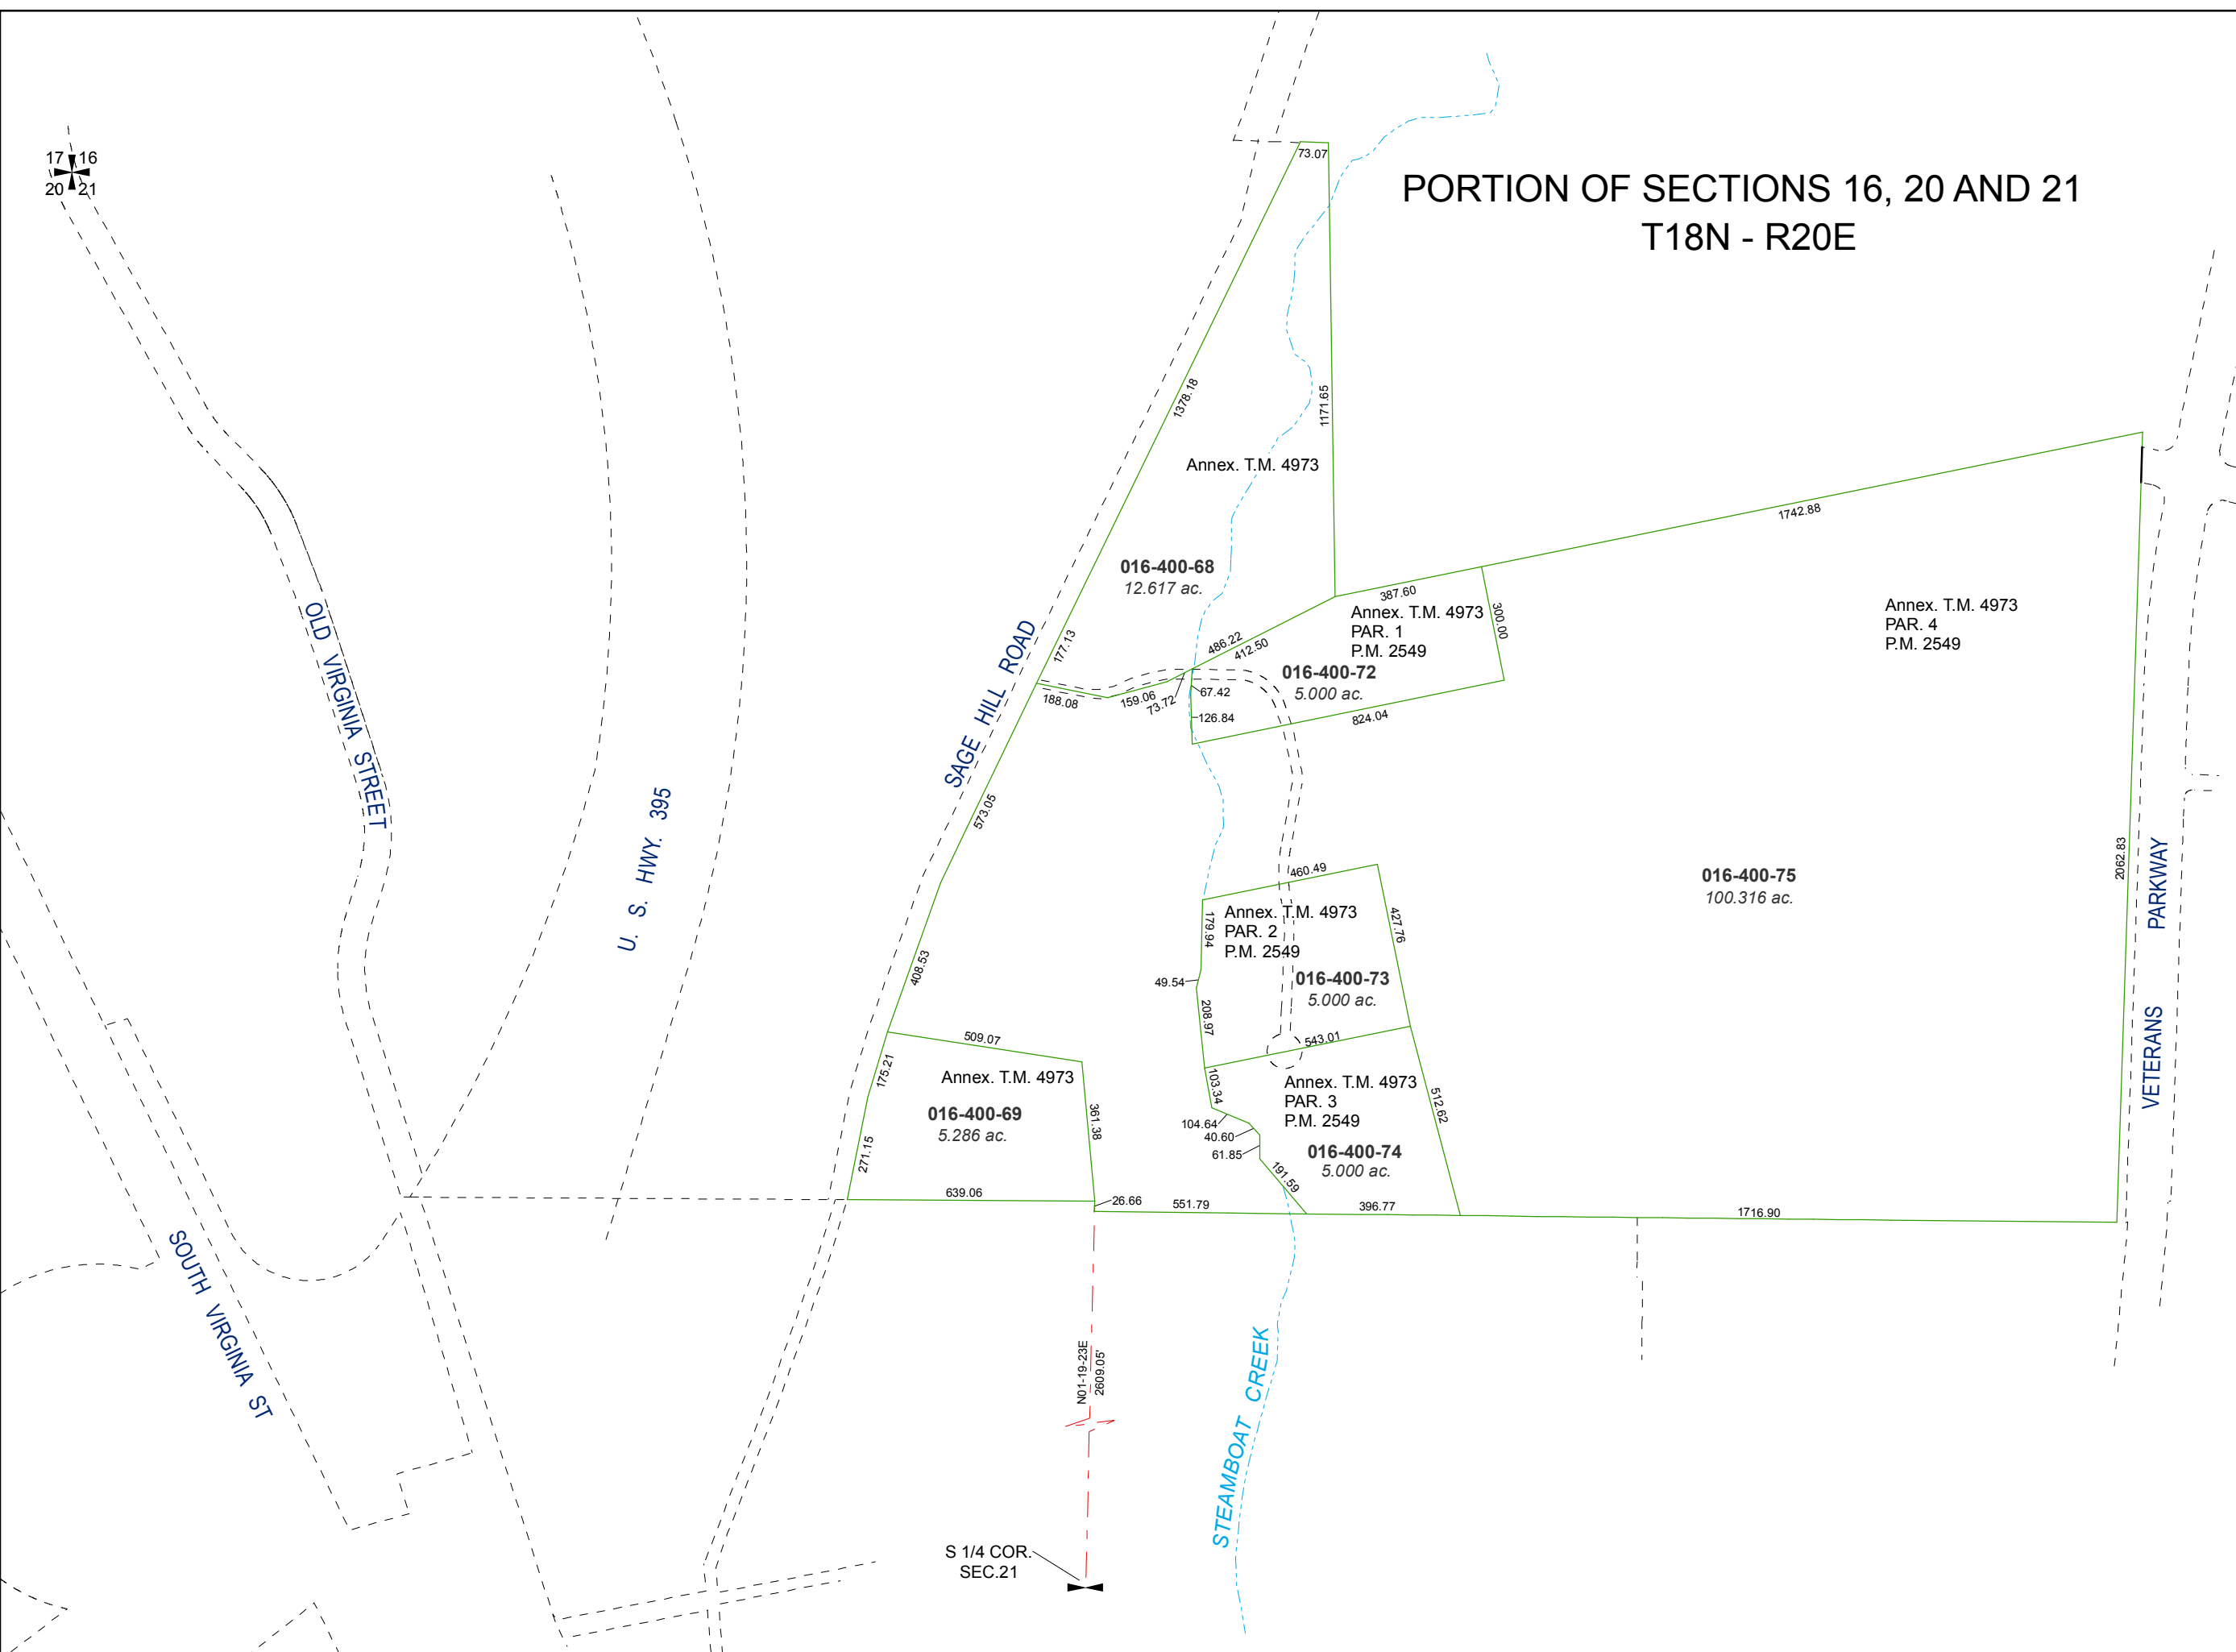 17 16
20 21
PORTION OF SECTIONS 16, 20 AND 21
T18N - R20E
73.07
1378.18
1171.65
Annex. T.M. 4973
016-400-68
12.617 ac.
177.13
1742.88
387.60
300.00
Annex. T.M. 4973
PAR. 1
P.M. 2549
016-400-72
5.000 ac.
486.22
412.50
67.42
126.84
824.04
188.08
159.06
73.72
Annex. T.M. 4973
PAR. 4
P.M. 2549
016-400-75
100.316 ac.
2062.83
VETERANS PARKWAY
OLD VIRGINIA STREET
U. S. HWY. 395
SAGE HILL ROAD
573.05
408.53
460.49
179.94
Annex. T.M. 4973
PAR. 2
P.M. 2549
427.76
016-400-73
5.000 ac.
49.54
208.97
543.01
509.07
175.21
Annex. T.M. 4973
016-400-69
5.286 ac.
361.38
271.15
639.06
26.66
103.34
Annex. T.M. 4973
PAR. 3
P.M. 2549
512.62
104.64
40.60
61.85
016-400-74
5.000 ac.
191.59
551.79
396.77
1716.90
SOUTH VIRGINIA ST
N01-19-23E
2609.05'
STEAMBOAT CREEK
S 1/4 COR.
SEC.21